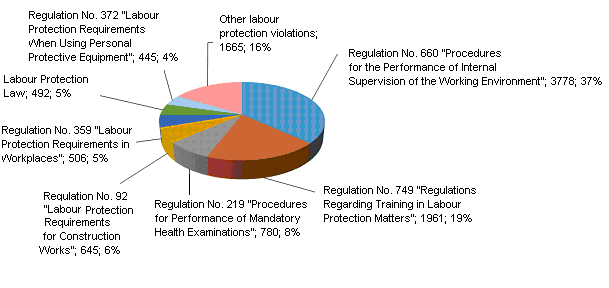 Regulation No. 372 "Labour
Protection Requirements
When Using Personal
Protective Equipment"; 445; 4%
Other labour
protection violations;
1665; 16%
Regulation No. 660 "Procedures
for the Performance of Internal
Supervision of the Working Environment"; 3778; 37%
Labour Protection
Law; 492; 5%
Regulation No. 359 "Labour
Protection Requirements in
Workplaces"; 506; 5%
Regulation No. 92
"Labour Protection
Requirements
for Construction
Works"; 645; 6%
Regulation No. 219 "Procedures
for Performance of Mandatory
Health Examinations"; 780; 8%
Regulation No. 749 "Regulations
Regarding Training in Labour
Protection Matters"; 1961; 19%